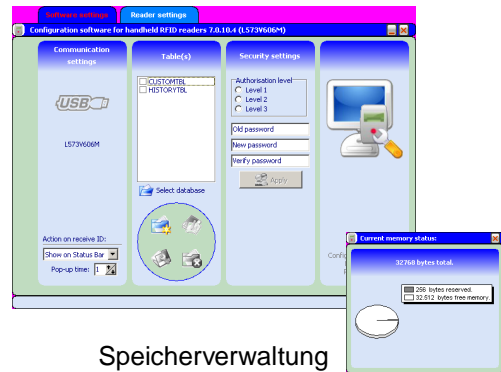 Software settings
Reader settings
Configuration software for handheld RFID readers 7.0.10.4 (L573V606M)
Communication settings
Table(s)
Security settings
USB
L573V606M
CUSTOMTBL
HISTORYTBL
Authorisation level
Level 1
Level 2
Level 3
Old password
New password
Verify password
Apply
Select database
Action on receive ID:
Show on Status Bar
Pop-up time: 1
Current memory status:
32768 bytes total.
256 bytes reserved.
32.512 bytes free memory.
Speicherverwaltung